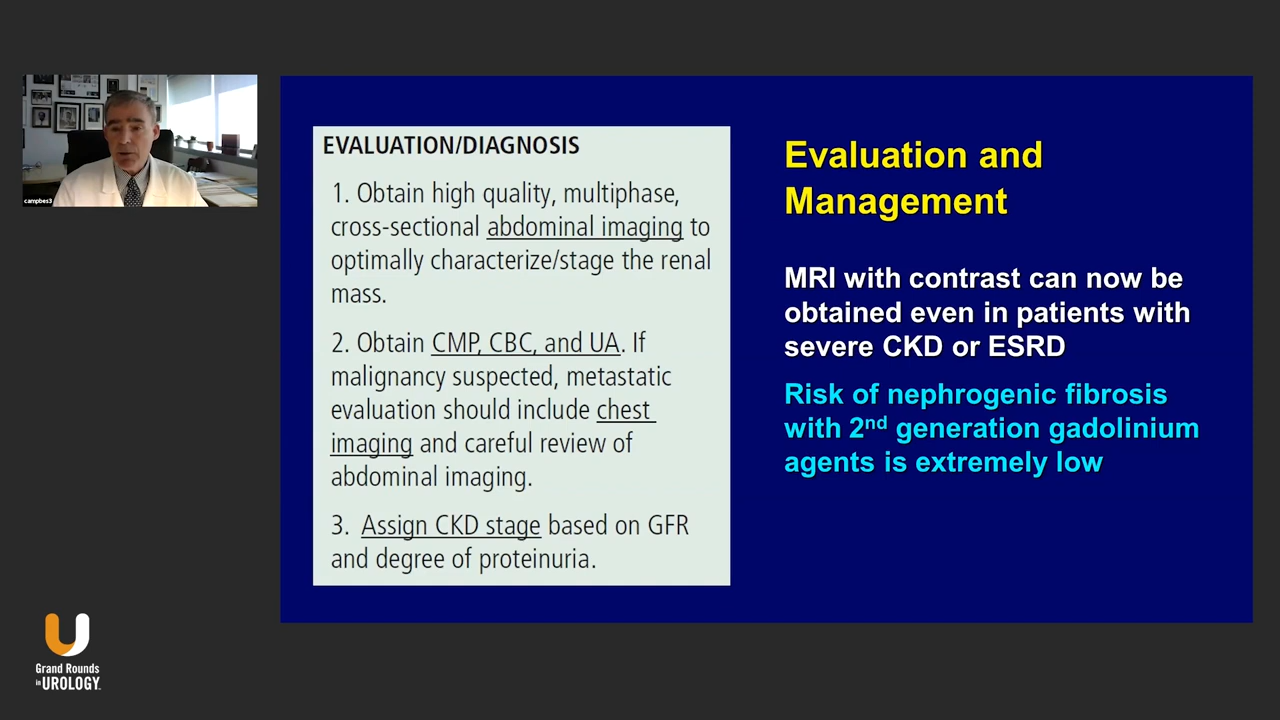 campbes3
EVALUATION/DIAGNOSIS
1. Obtain high quality, multiphase,
cross-sectional abdominal imaging to
optimally characterize/stage the renal
mass.
2. Obtain CMP, CBC, and UA. If
malignancy suspected, metastatic
evaluation should include chest
imaging and careful review of
abdominal imaging.
3. Assign CKD stage based on GFR
and degree of proteinuria.
Evaluation and
Management
MRI with contrast can now be
obtained even in patients with
severe CKD or ESRD
Risk of nephrogenic fibrosis
with 2nd generation gadolinium
agents is extremely low
Grand Rounds
in UROLOGY